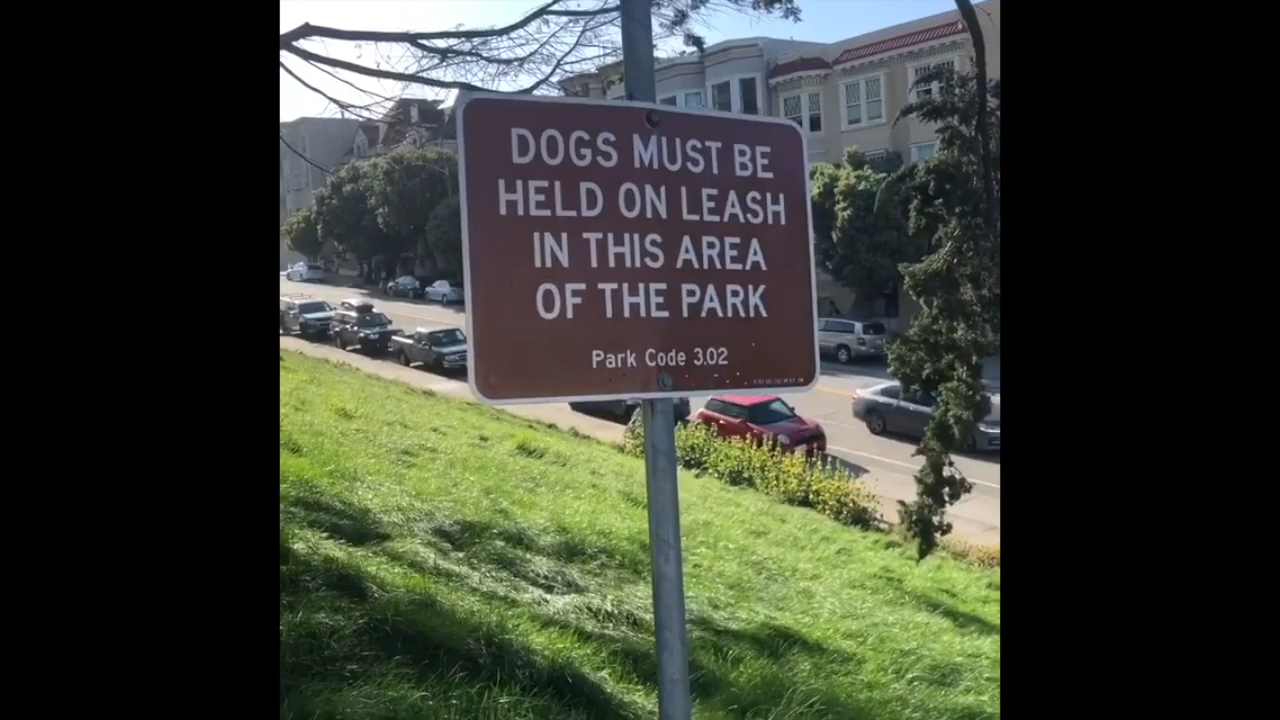 DOGS MUST BE
HELD ON LEASH
IN THIS AREA
OF THE PARK
Park Code 3.02